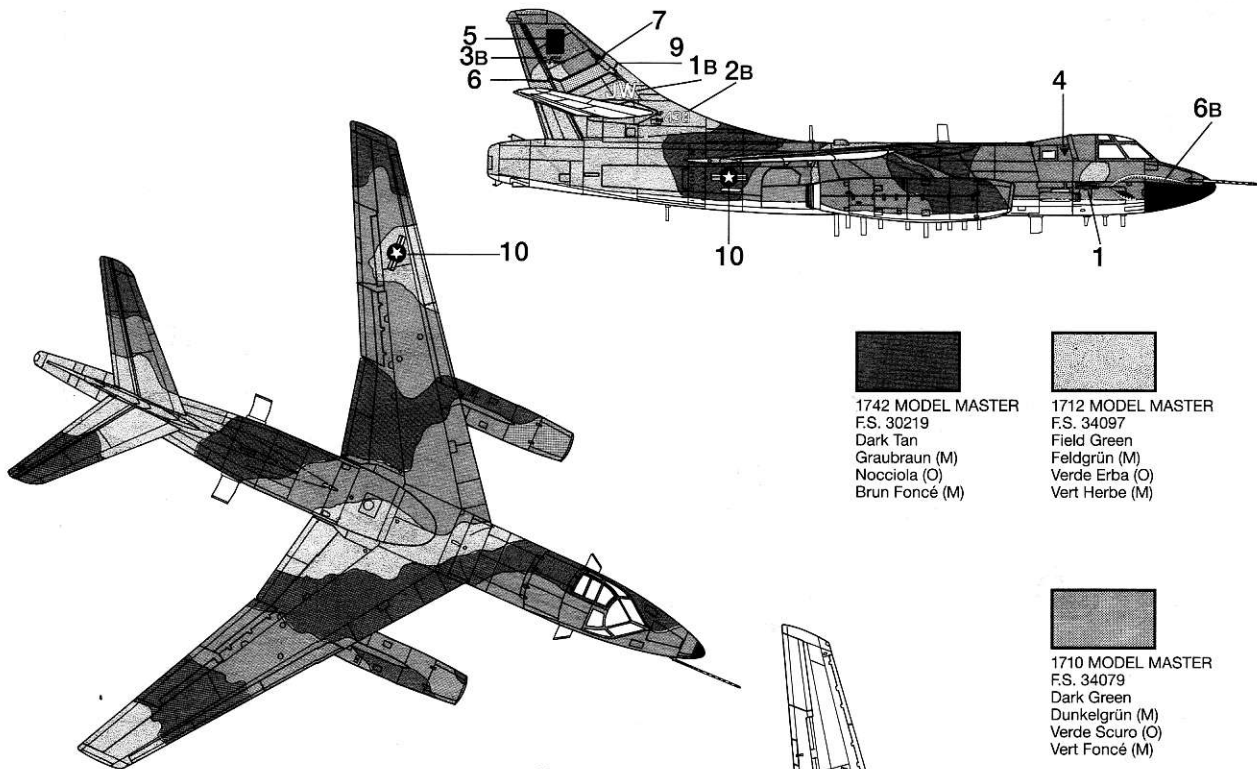 5
3B
6
7
9
1B
2B
JW
4
6B
10
10
1
1742 MODEL MASTER
F.S. 30219
Dark Tan
Graubraun (M)
Nocciola (O)
Brun Foncé (M)
1712 MODEL MASTER
F.S. 34097
Field Green
Feldgrün (M)
Verde Erba (O)
Vert Herbe (M)
1710 MODEL MASTER
F.S. 34079
Dark Green
Dunkelgrün (M)
Verde Scuro (O)
Vert Foncé (M)